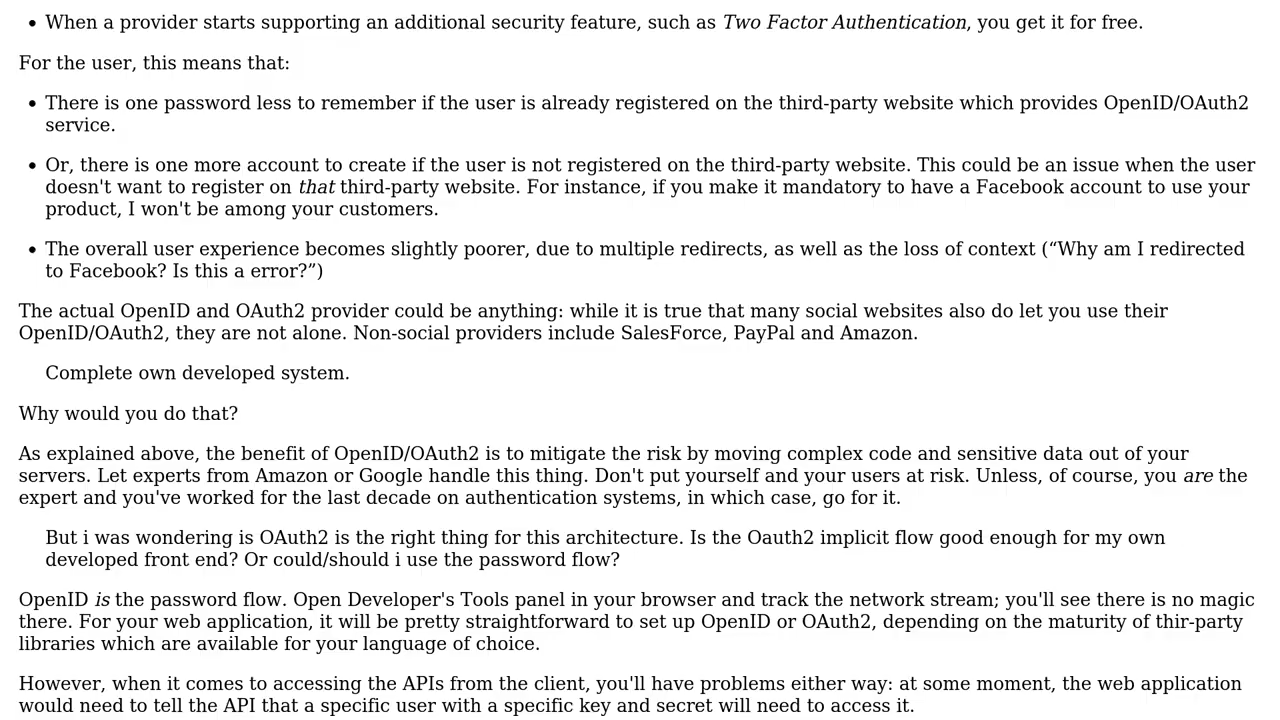 • When a provider starts supporting an additional security feature, such as Two Factor Authentication, you get it for free.
For the user, this means that:
• There is one password less to remember if the user is already registered on the third-party website which provides OpenID/OAuth2
service.
• Or, there is one more account to create if the user is not registered on the third-party website. This could be an issue when the user
doesn't want to register on that third-party website. For instance, if you make it mandatory to have a Facebook account to use your
product, I won't be among your customers.
• The overall user experience becomes slightly poorer, due to multiple redirects, as well as the loss of context (“Why am I redirected
to Facebook? Is this a error?”)
The actual OpenID and OAuth2 provider could be anything: while it is true that many social websites also do let you use their
OpenID/OAuth2, they are not alone. Non-social providers include SalesForce, PayPal and Amazon.
Complete own developed system.
Why would you do that?
As explained above, the benefit of OpenID/OAuth2 is to mitigate the risk by moving complex code and sensitive data out of your
servers. Let experts from Amazon or Google handle this thing. Don't put yourself and your users at risk. Unless, of course, you are the
expert and you've worked for the last decade on authentication systems, in which case, go for it.
But i was wondering is OAuth2 is the right thing for this architecture. Is the Oauth2 implicit flow good enough for my own
developed front end? Or could/should i use the password flow?
OpenID is the password flow. Open Developer's Tools panel in your browser and track the network stream; you'll see there is no magic
there. For your web application, it will be pretty straightforward to set up OpenID or OAuth2, depending on the maturity of thir-party
libraries which are available for your language of choice.
However, when it comes to accessing the APIs from the client, you'll have problems either way: at some moment, the web application
would need to tell the API that a specific user with a specific key and secret will need to access it.